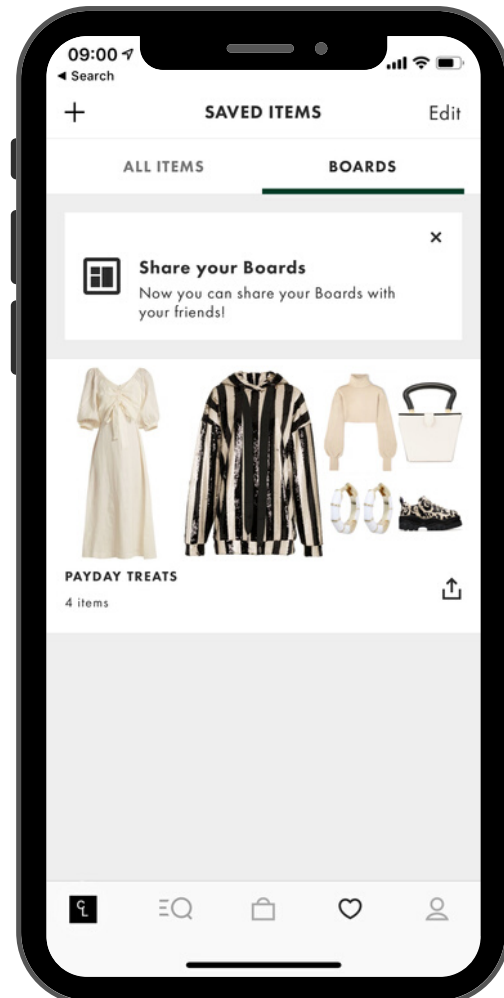 09:00
◀ Search
+ SAVED ITEMS Edit
ALL ITEMS BOARDS
×
Share your Boards
Now you can share your Boards with
your friends!
PAYDAY TREATS
4 items